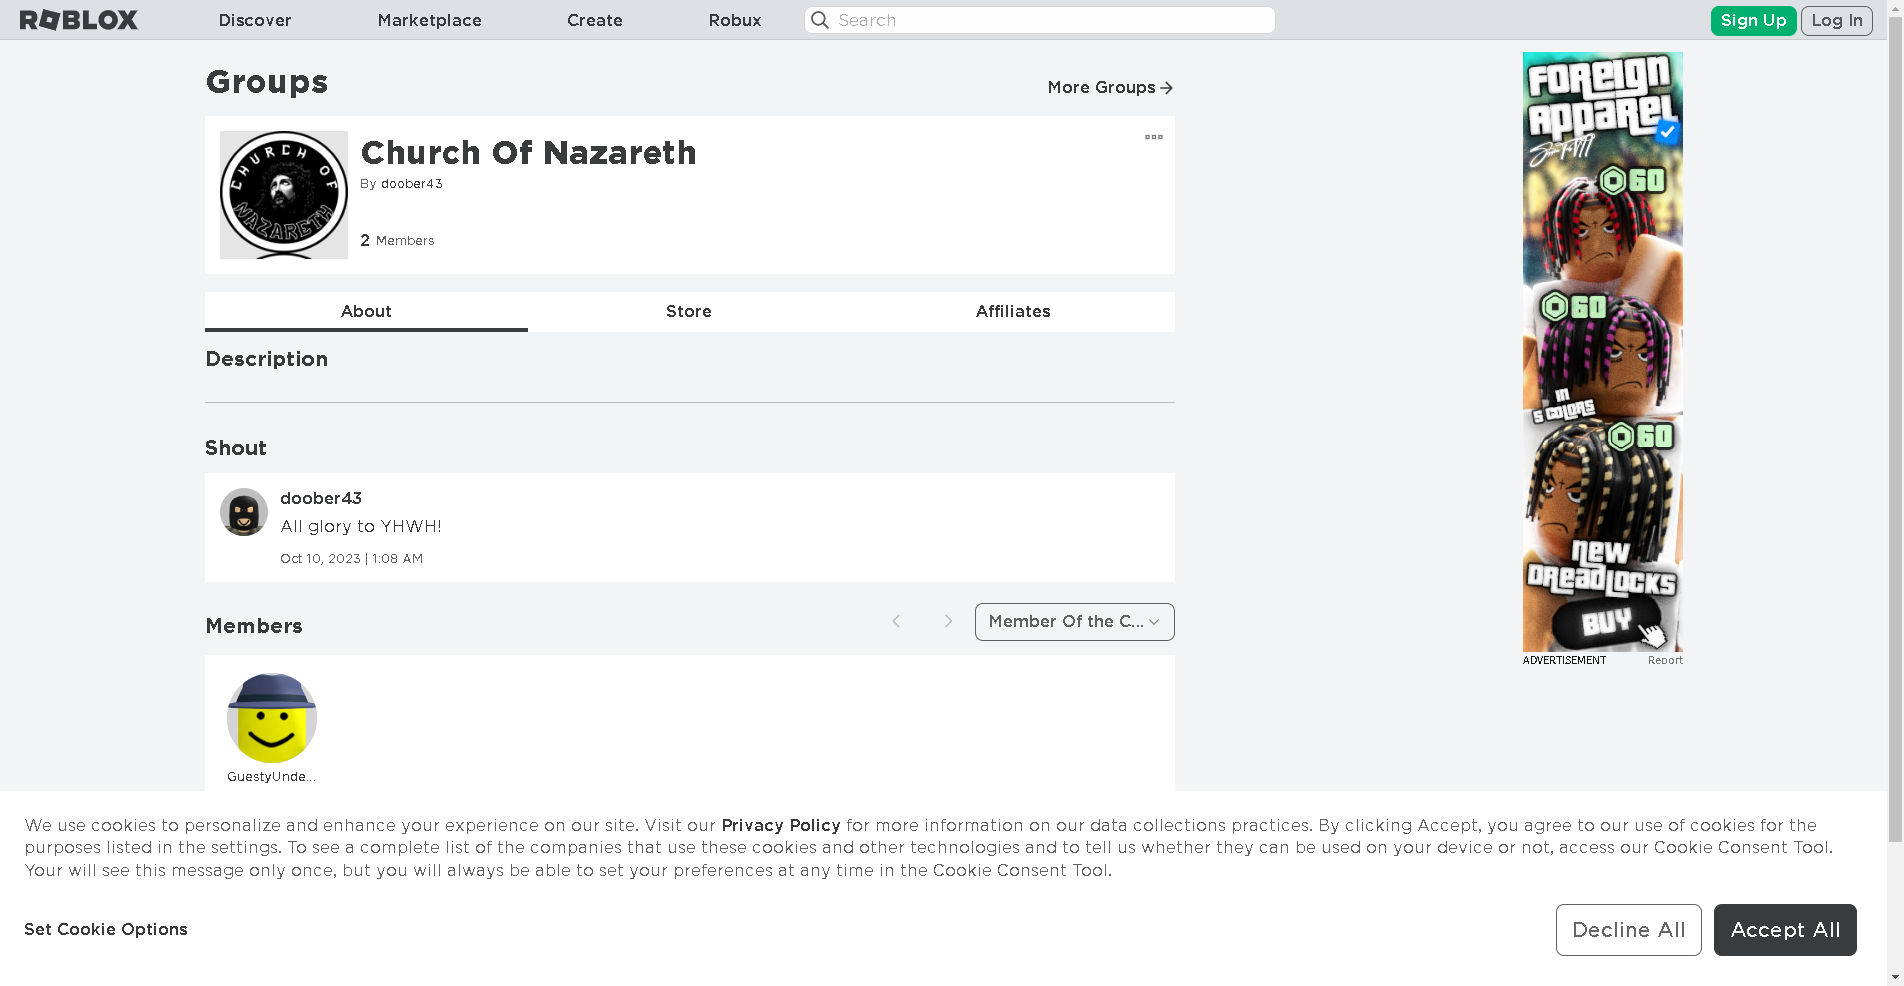 ROBLOX
Discover
Marketplace
Create
Robux
Search
Sign Up
Log In
Groups
More Groups
CHURCH OF
NAZARETH
Church Of Nazareth
By doober43
2 Members
About
Store
Affiliates
Description
Shout
doober43
All glory to YHWH!
Oct 10, 2023 | 1:08 AM
Members
Member Of the C...
GuestyUnde...
FOREIGN
APPAREL
60
60
IN
5 COLORS
60
NEW
DREADLOCKS
BUY
ADVERTISEMENT
Report
We use cookies to personalize and enhance your experience on our site. Visit our Privacy Policy for more information on our data collections practices. By clicking Accept, you agree to our use of cookies for the
purposes listed in the settings. To see a complete list of the companies that use these cookies and other technologies and to tell us whether they can be used on your device or not, access our Cookie Consent Tool.
Your will see this message only once, but you will always be able to set your preferences at any time in the Cookie Consent Tool.
Set Cookie Options
Decline All
Accept All